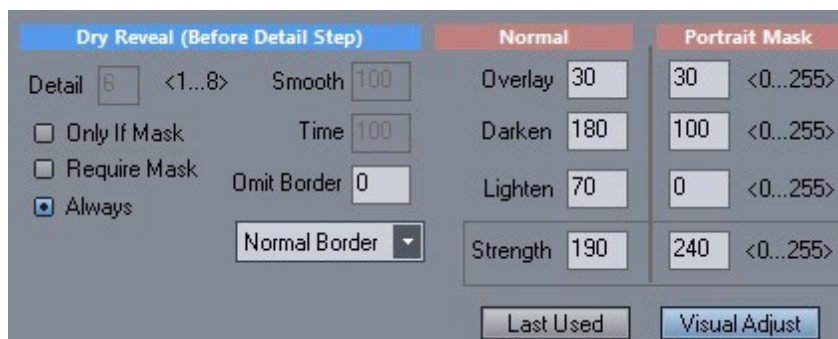 Dry Reveal (Before Detail Step) Normal Portrait Mask
Detail 6 <1...8> Smooth 100 Overlay 30 30 <0...255>
Only If Mask Time 100 Darken 180 100 <0...255>
Require Mask Omit Border 0 Lighten 70 0 <0...255>
Always
Normal Border Strength 190 240 <0...255>
Last Used Visual Adjust